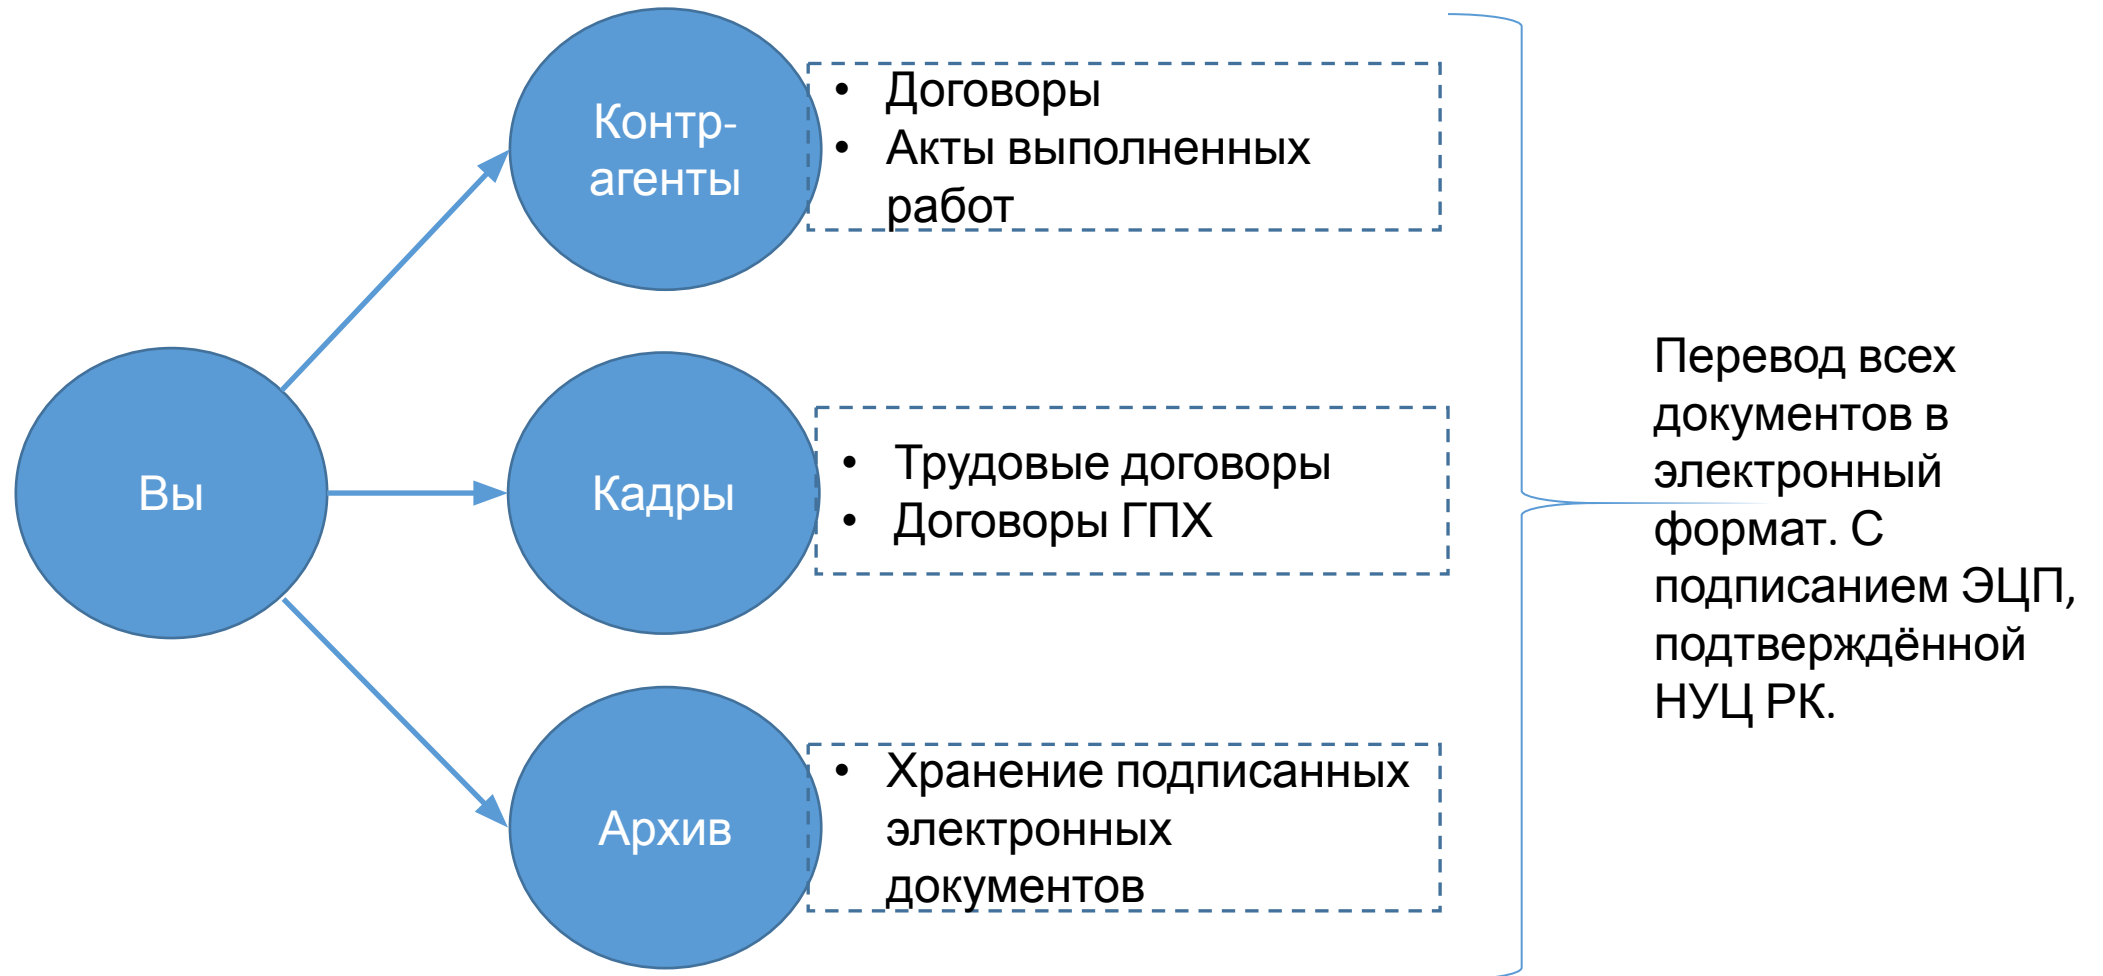 Вы
Контр-
агенты
• Договоры
• Акты выполненных
работ
Кадры
• Трудовые договоры
• Договоры ГПХ
Архив
• Хранение подписанных
электронных
документов
Перевод всех
документов в
электронный
формат. С
подписанием ЭЦП,
подтверждённой
НУЦ РК.